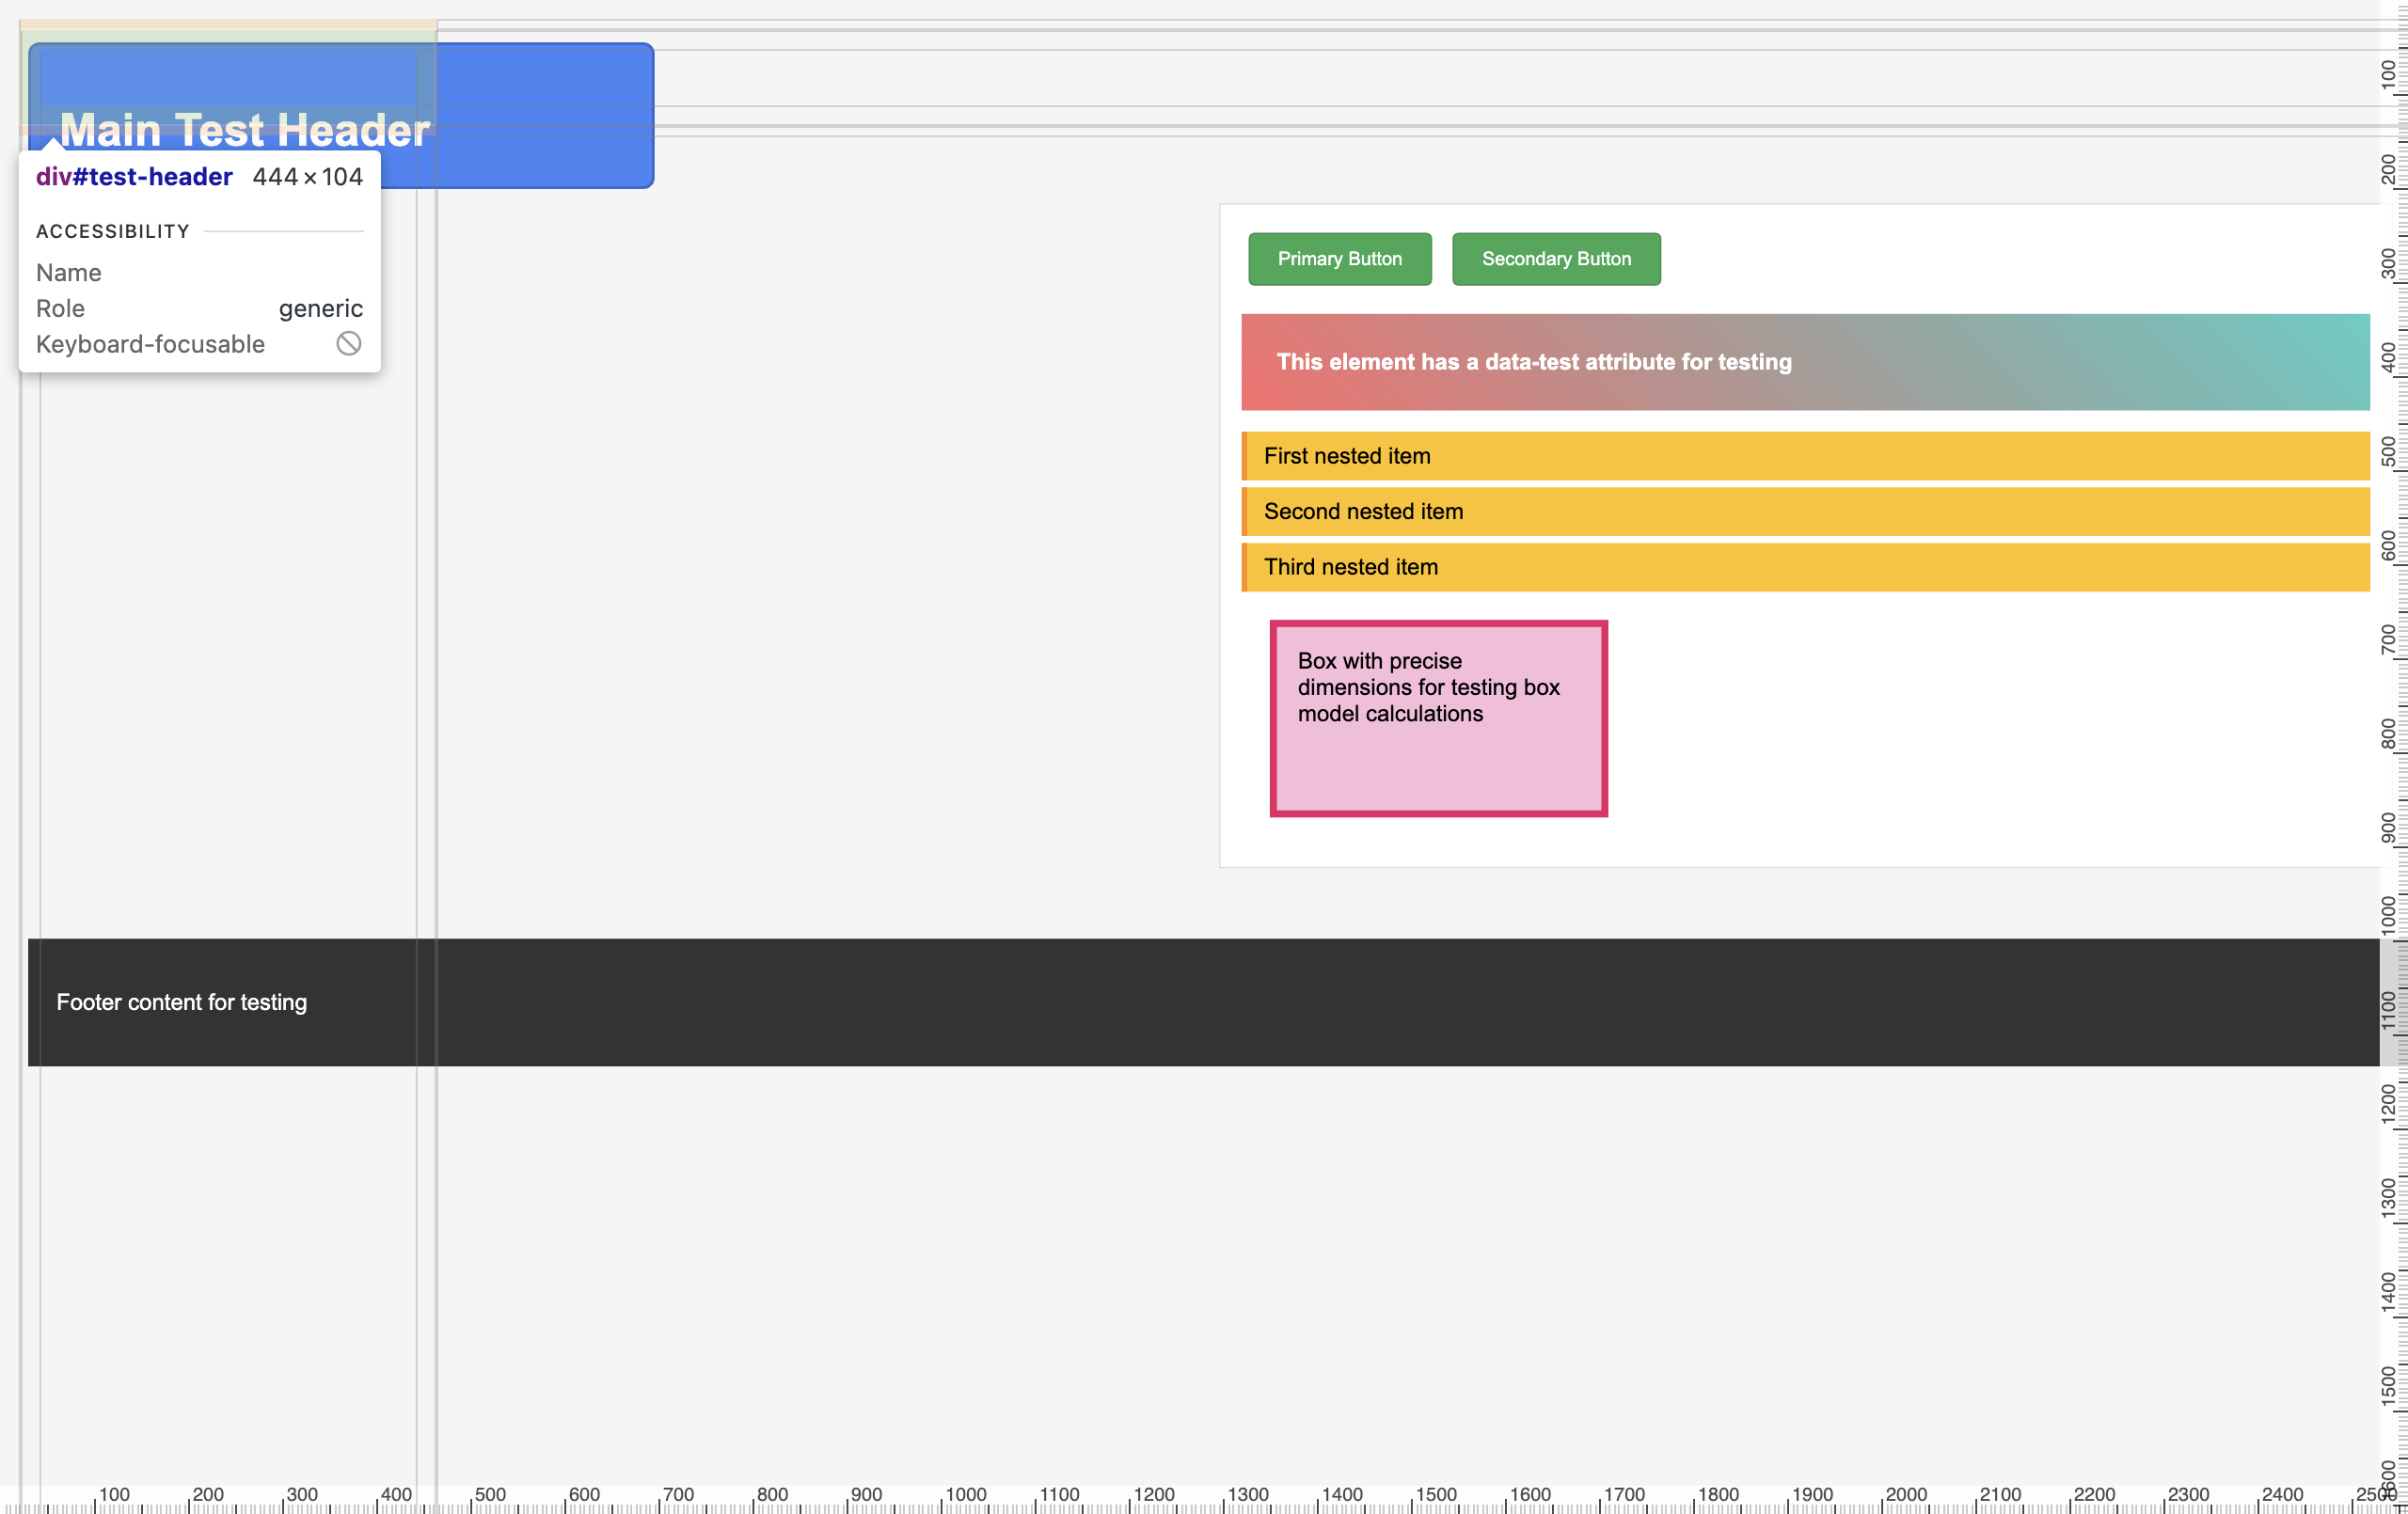 Main Test Header
div#test-header 444 × 104
ACCESSIBILITY
Name
Role generic
Keyboard-focusable
Primary Button Secondary Button
This element has a data-test attribute for testing
First nested item
Second nested item
Third nested item
Box with precise
dimensions for testing box
model calculations
Footer content for testing
100
200
300
400
500
600
700
800
900
1000
1100
1200
1300
1400
1500
1600
100 200 300 400 500 600 700 800 900 1000 1100 1200 1300 1400 1500 1600 1700 1800 1900 2000 2100 2200 2300 2400 2500